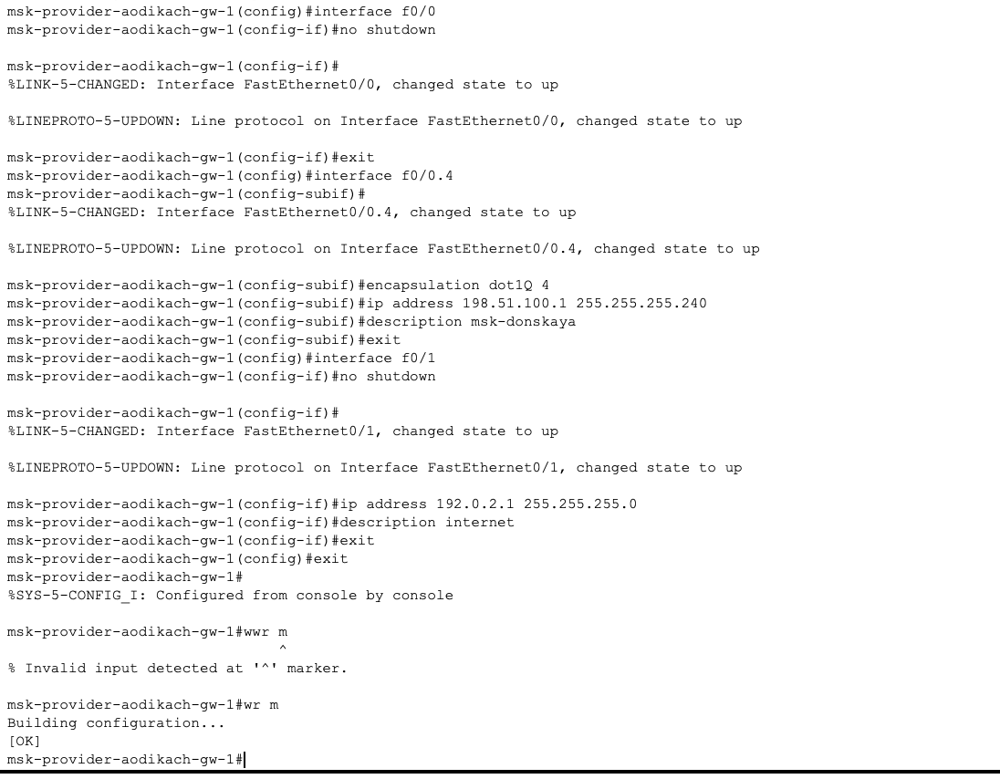 msk-provider-aodikach-gw-1(config)#interface f0/0
msk-provider-aodikach-gw-1(config-if)#no shutdown
msk-provider-aodikach-gw-1(config-if)#
%LINK-5-CHANGED: Interface FastEthernet0/0, changed state to up
%LINEPROTO-5-UPDOWN: Line protocol on Interface FastEthernet0/0, changed state to up
msk-provider-aodikach-gw-1(config-if)#exit
msk-provider-aodikach-gw-1(config)#interface f0/0.4
msk-provider-aodikach-gw-1(config-subif)#
%LINK-5-CHANGED: Interface FastEthernet0/0.4, changed state to up
%LINEPROTO-5-UPDOWN: Line protocol on Interface FastEthernet0/0.4, changed state to up
msk-provider-aodikach-gw-1(config-subif)#encapsulation dot1Q 4
msk-provider-aodikach-gw-1(config-subif)#ip address 198.51.100.1 255.255.255.240
msk-provider-aodikach-gw-1(config-subif)#description msk-donskaya
msk-provider-aodikach-gw-1(config-subif)#exit
msk-provider-aodikach-gw-1(config)#interface f0/1
msk-provider-aodikach-gw-1(config-if)#no shutdown
msk-provider-aodikach-gw-1(config-if)#
%LINK-5-CHANGED: Interface FastEthernet0/1, changed state to up
%LINEPROTO-5-UPDOWN: Line protocol on Interface FastEthernet0/1, changed state to up
msk-provider-aodikach-gw-1(config-if)#ip address 192.0.2.1 255.255.255.0
msk-provider-aodikach-gw-1(config-if)#description internet
msk-provider-aodikach-gw-1(config-if)#exit
msk-provider-aodikach-gw-1(config)#exit
msk-provider-aodikach-gw-1#
%SYS-5-CONFIG_I: Configured from console by console
msk-provider-aodikach-gw-1#wwr m
^
% Invalid input detected at '^' marker.
msk-provider-aodikach-gw-1#wr m
Building configuration...
[OK]
msk-provider-aodikach-gw-1#